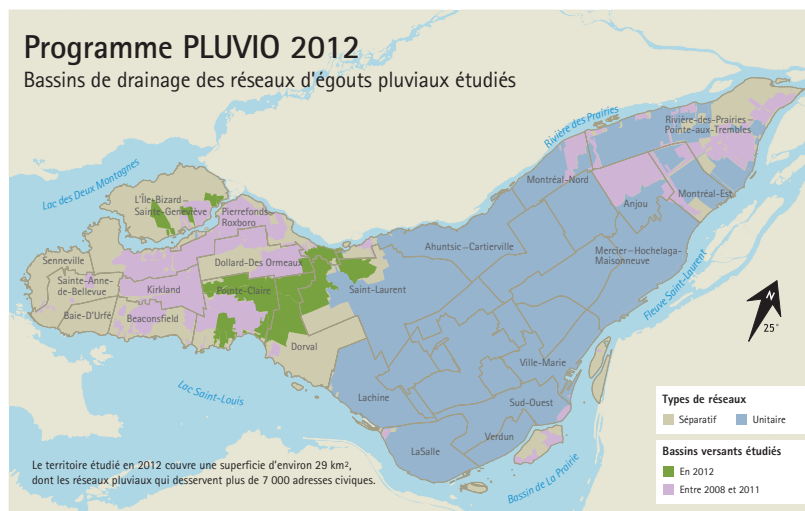 Programme PLUVIO 2012
Bassins de drainage des réseaux d'égouts pluviaux étudiés
Rivière des Prairies
Rivière-des-Prairies–
Pointe-aux-Trembles
Lac des Deux Montagnes
Montréal-Nord
L'Île-Bizard–
Sainte-Geneviève
Pierrefonds
Roxboro
Anjou
Montréal-Est
Ahuntsic–Cartierville
Mercier–Hochelaga-
Maisonneuve
Senneville
Dollard-Des Ormeaux
Sainte-Anne-
de-Bellevue
Kirkland
Pointe-Claire
Saint-Laurent
Fleuve Saint-Laurent
N
25°
Baie-D'Urfé
Beaconsfield
Dorval
Ville-Marie
Lac Saint-Louis
Lachine
Sud-Ouest
Verdun
LaSalle
Bassin de La Prairie
Types de réseaux
Séparatif
Unitaire
Bassins versants étudiés
En 2012
Entre 2008 et 2011
Le territoire étudié en 2012 couvre une superficie d'environ 29 km²,
dont les réseaux pluviaux qui desservent plus de 7 000 adresses civiques.